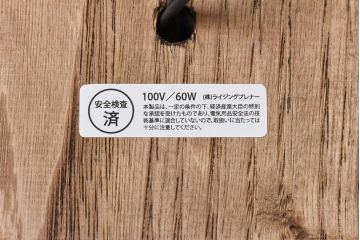 安全検査
済
100V／60W (株)ライジングプレナー
本製品は、一定の条件の下、経済産業大臣の特別
な承認を受けたものであり、電気用品安全法の技
術基準に適合していないので、取扱いに当たっては
十分に注意してください。